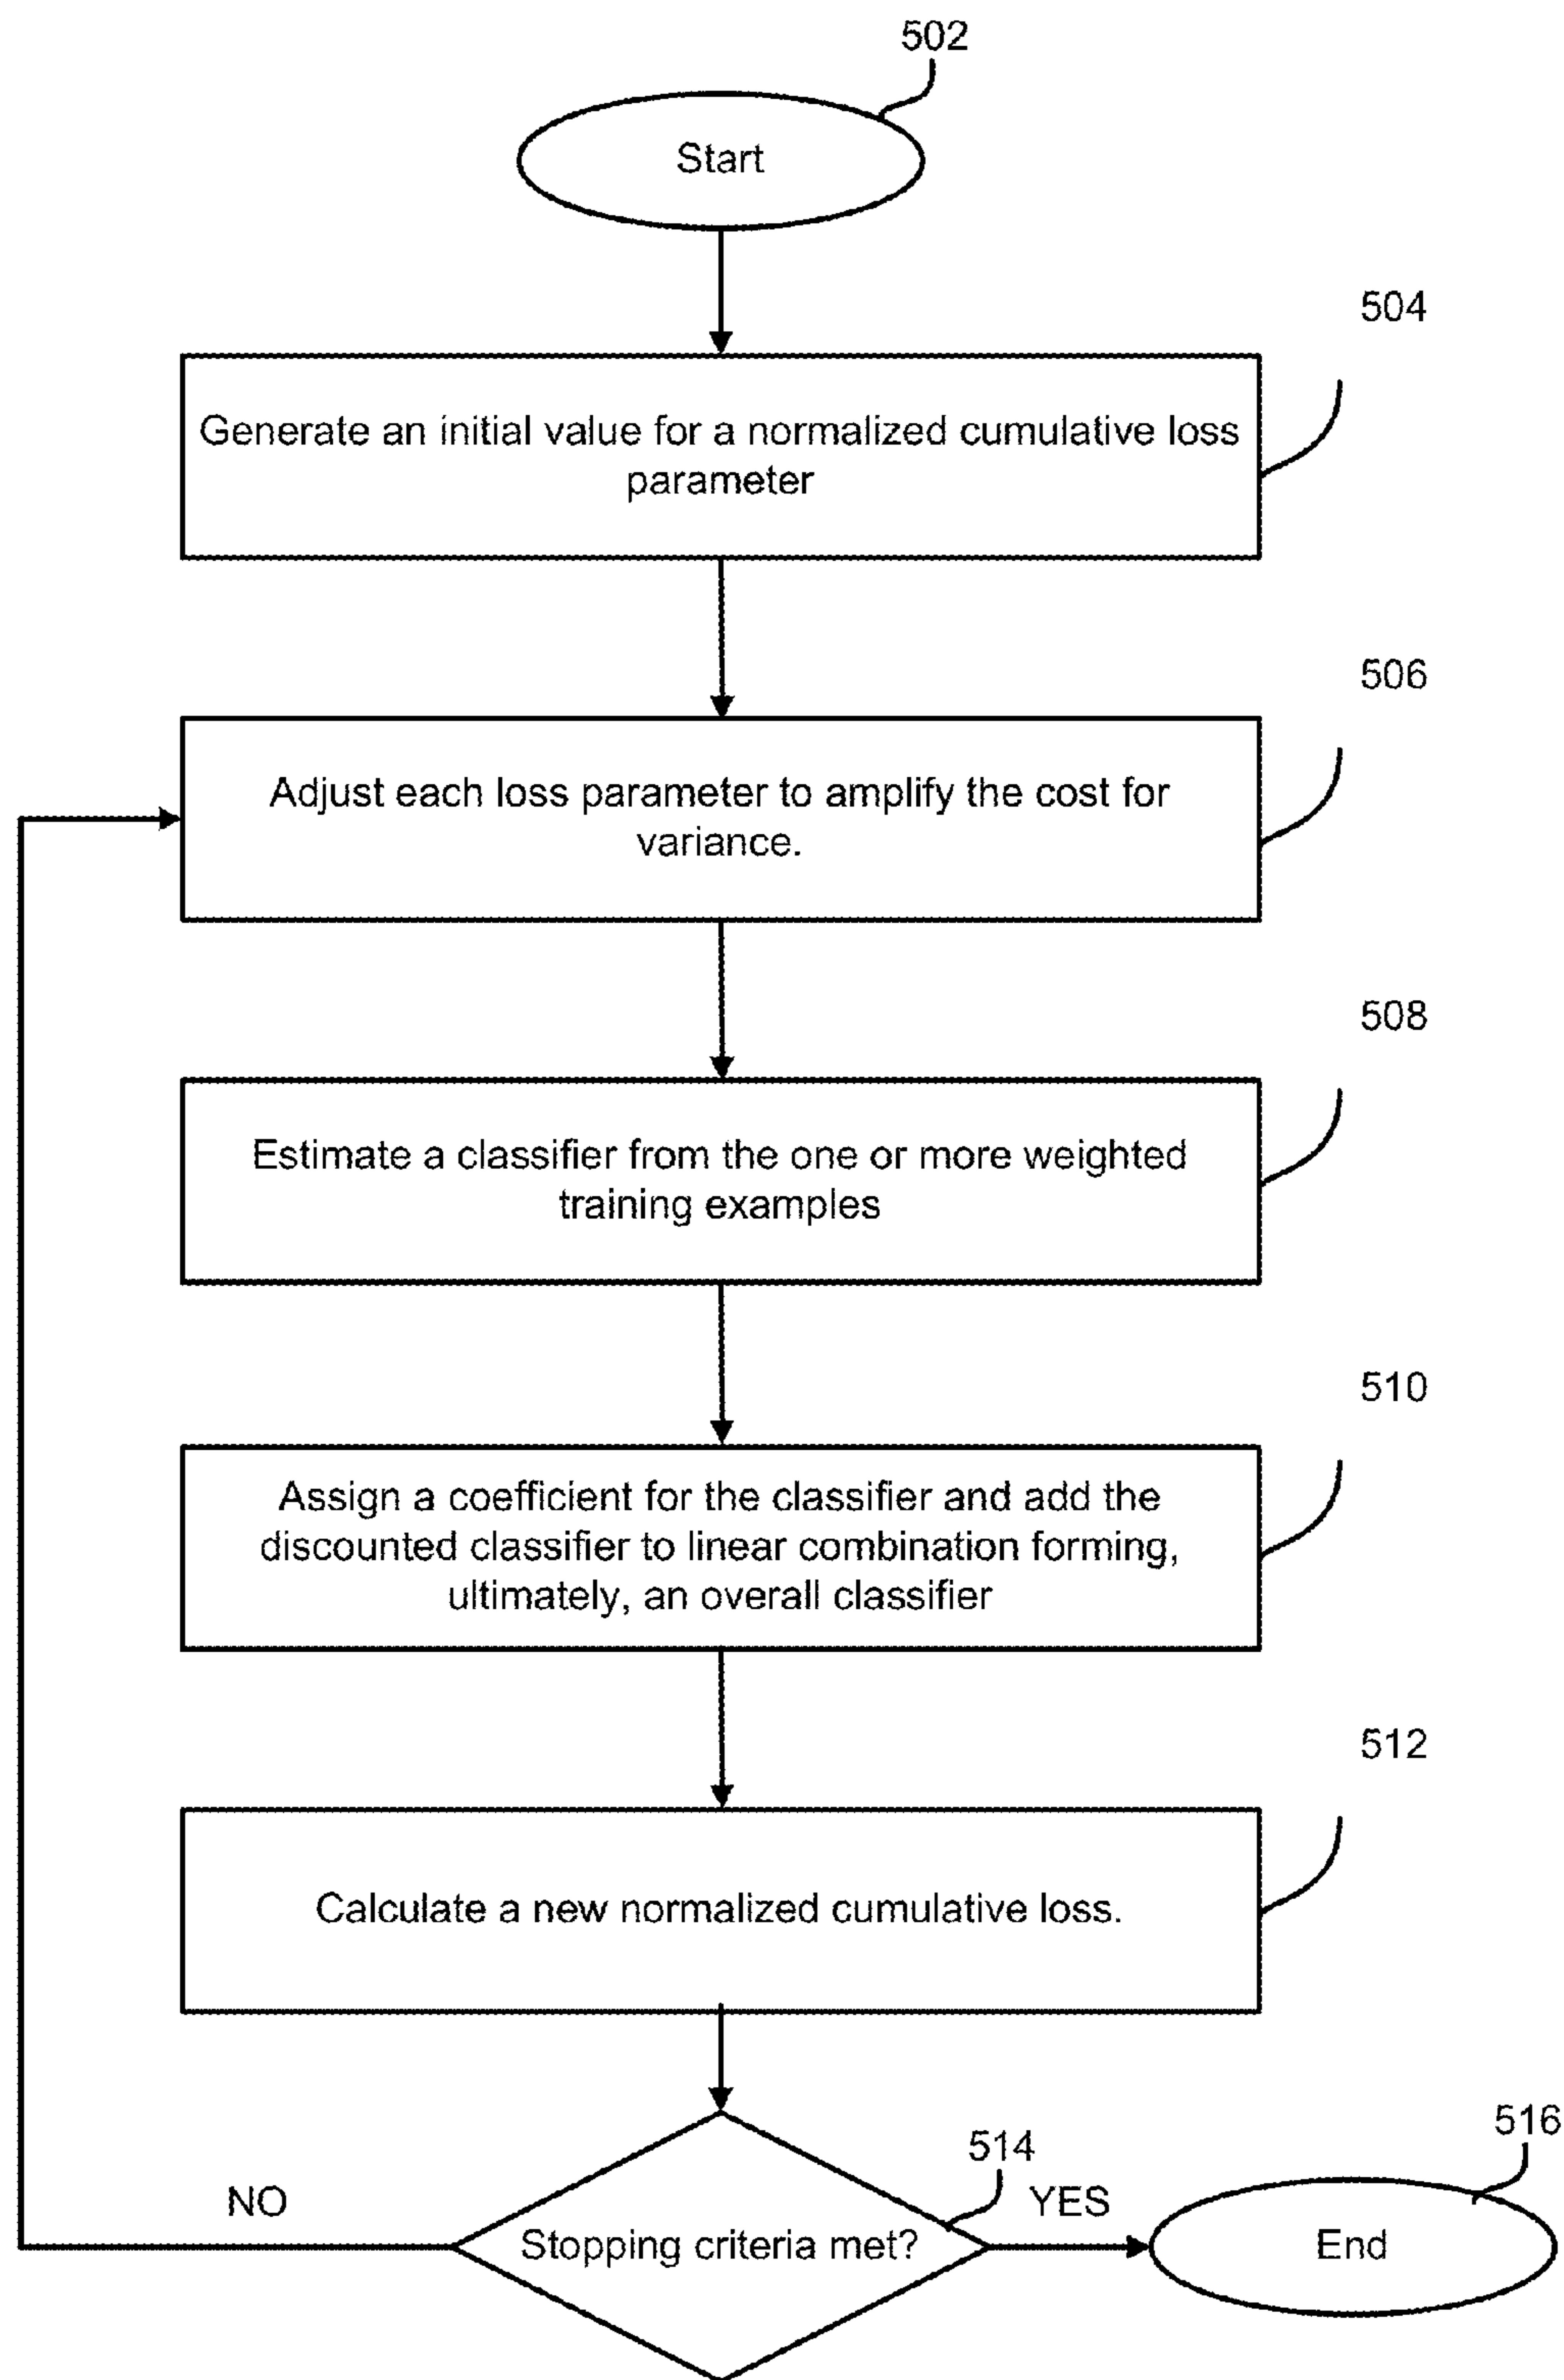 502
Start
504
Generate an initial value for a normalized cumulative loss
parameter
506
Adjust each loss parameter to amplify the cost for
variance.
508
Estimate a classifier from the one or more weighted
training examples
510
Assign a coefficient for the classifier and add the
discounted classifier to linear combination forming,
ultimately, an overall classifier
512
Calculate a new normalized cumulative loss.
514
516
NO
YES
Stopping criteria met?
End